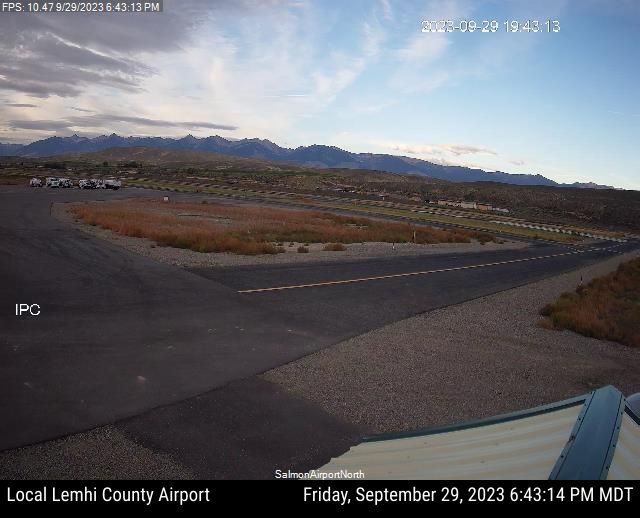 FPS: 10.47 9/29/2023 6:43:13 PM
2023-09-29 19:43:13
IPC
SalmonAirportNorth
Local Lemhi County Airport
Friday, September 29, 2023 6:43:14 PM MDT